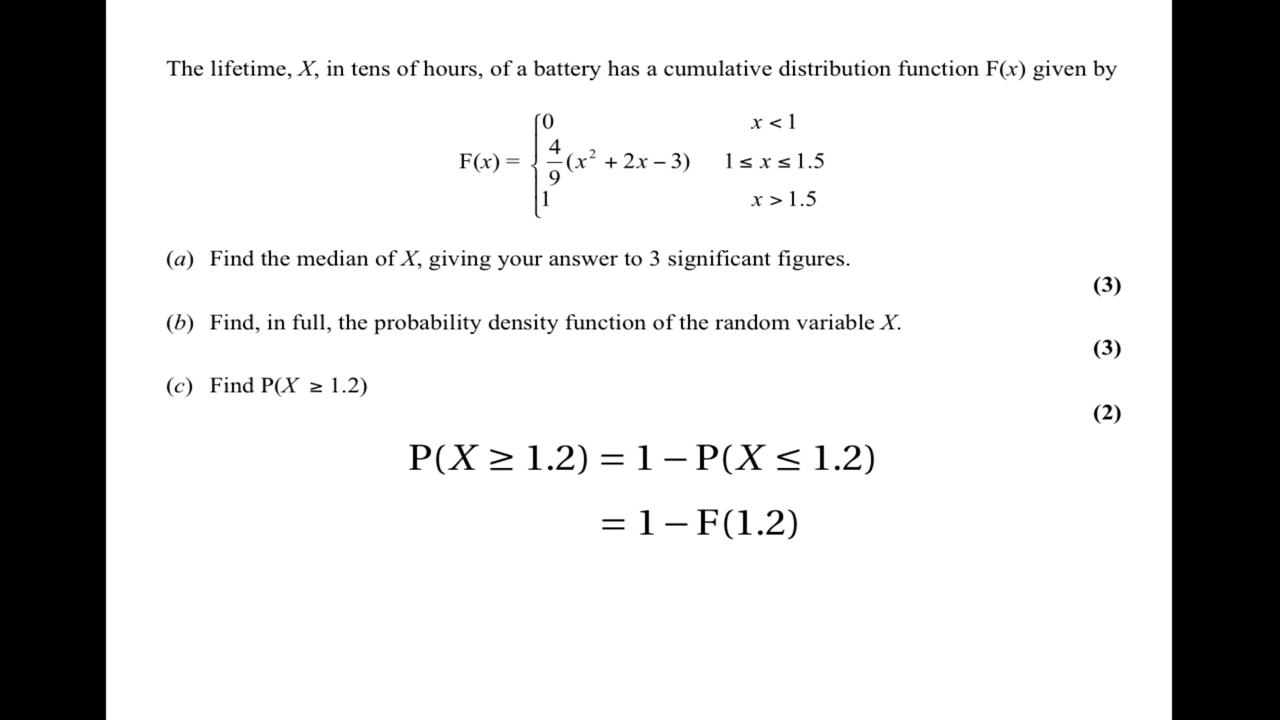 The lifetime, X, in tens of hours, of a battery has a cumulative distribution function F(x) given by
0 x < 1
F(x) = 4/9 (x² + 2x – 3) 1 ≤ x ≤ 1.5
1 x > 1.5
(a) Find the median of X, giving your answer to 3 significant figures.
(3)
(b) Find, in full, the probability density function of the random variable X.
(3)
(c) Find P(X ≥ 1.2)
(2)
P(X ≥ 1.2) = 1 − P(X ≤ 1.2)
= 1 − F(1.2)